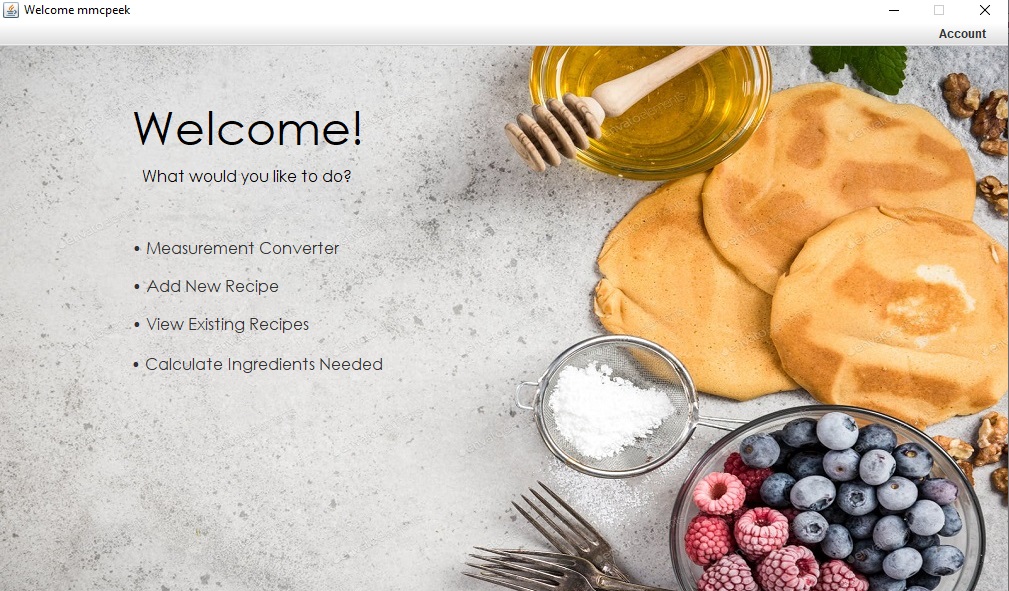 Welcome mmcpeek
Account
Welcome!
What would you like to do?
• Measurement Converter
• Add New Recipe
• View Existing Recipes
• Calculate Ingredients Needed